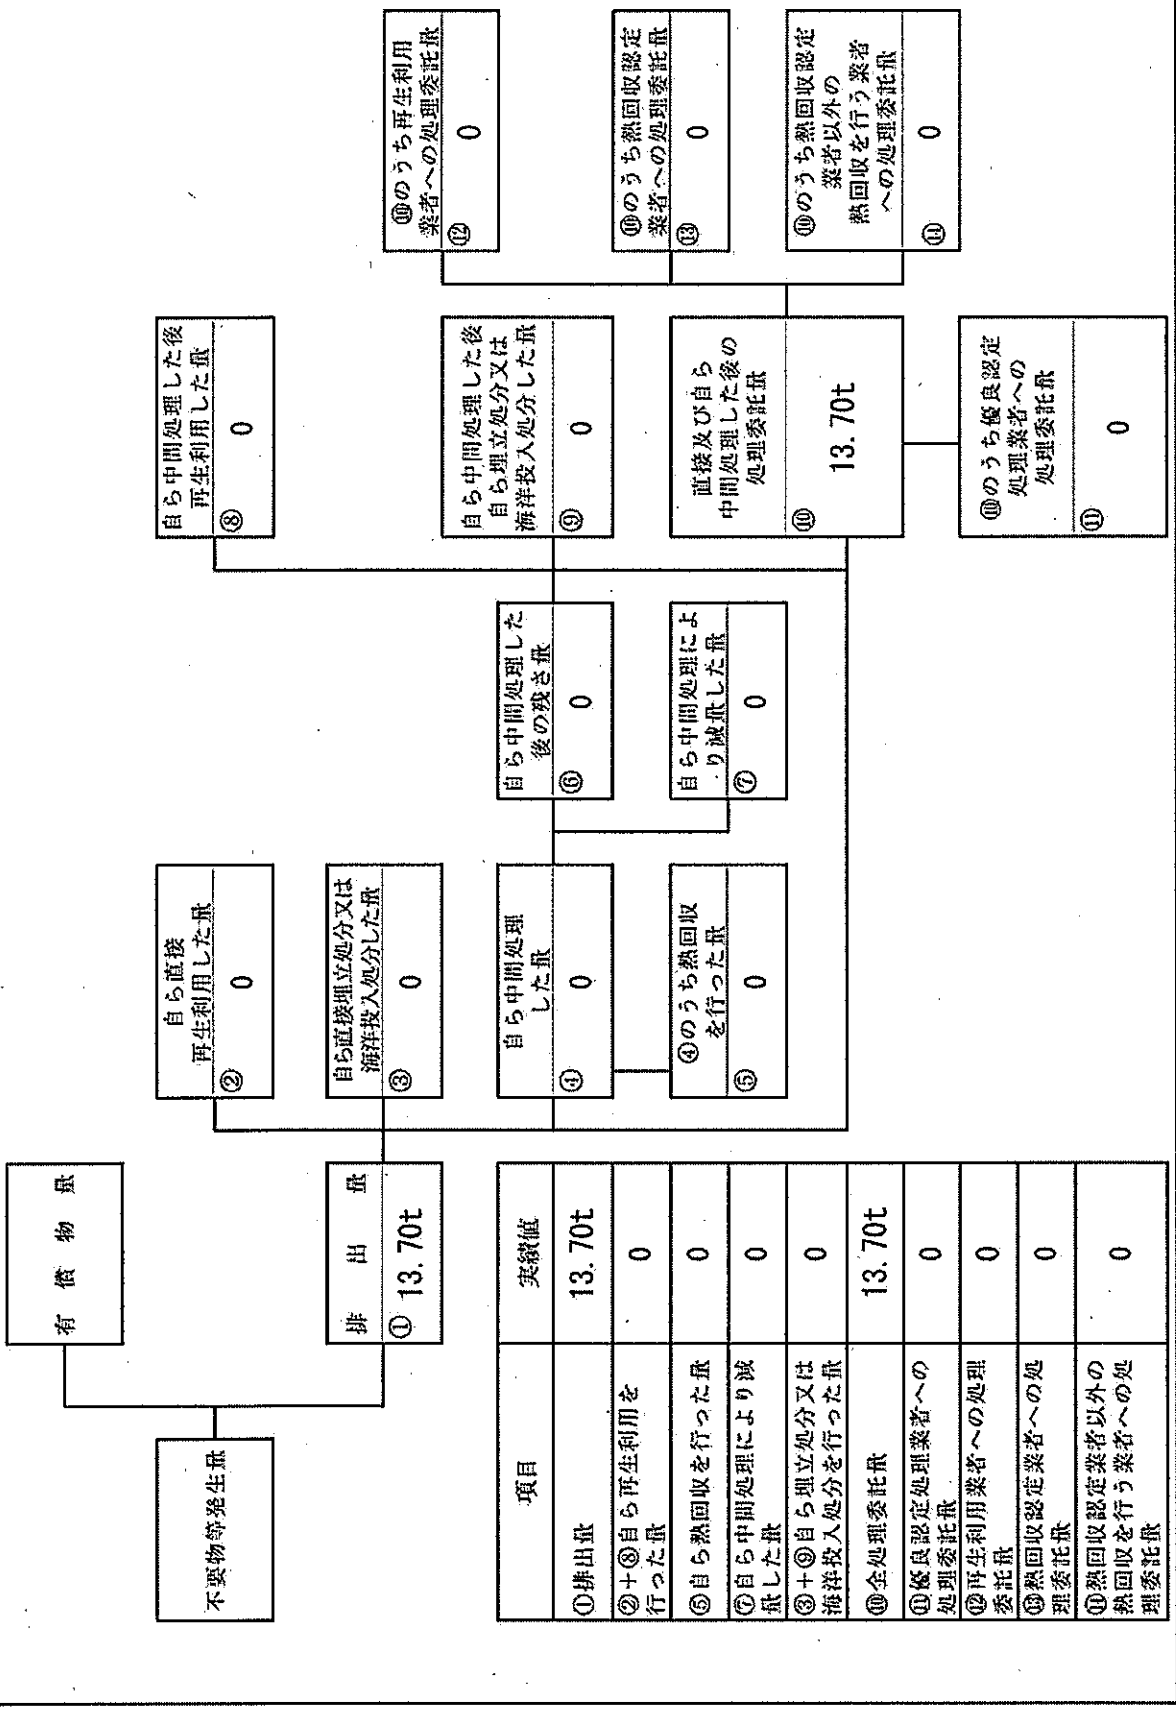 有償物量
不要物等発生量
排出量
① 13.70t
自ら直接
再生利用した量
② 0
自ら直接埋立処分又は
海洋投入処分した量
③ 0
自ら中間処理
した量
④ 0
④のうち熱回収
を行った量
⑤ 0
自ら中間処理した
後の残さ量
⑥ 0
自ら中間処理によ
り減量した量
⑦ 0
自ら中間処理した後
再生利用した量
⑧ 0
自ら中間処理した後
自ら埋立処分又は
海洋投入処分した量
⑨ 0
直接及び自ら
中間処理した後の
処理委託量
⑩ 13.70t
⑩のうち優良認定
処理業者への
処理委託量
⑪ 0
⑩のうち再生利用
業者への処理委託量
⑫ 0
⑩のうち熱回収認定
業者への処理委託量
⑬ 0
⑩のうち熱回収認定
業者以外の
熱回収を行う業者
への処理委託量
⑭ 0
項目 実績値
①排出量 13.70t
②+⑧自ら再生利用を
行った量 0
⑤自ら熱回収を行った量 0
⑦自ら中間処理により減
量した量 0
③+⑨自ら埋立処分又は
海洋投入処分を行った量 0
⑩全処理委託量 13.70t
⑪優良認定処理業者への
処理委託量 0
⑫再生利用業者への処理
委託量 0
⑬熱回収認定業者への処
理委託量 0
⑭熱回収認定業者以外の
熱回収を行う業者への処
理委託量 0